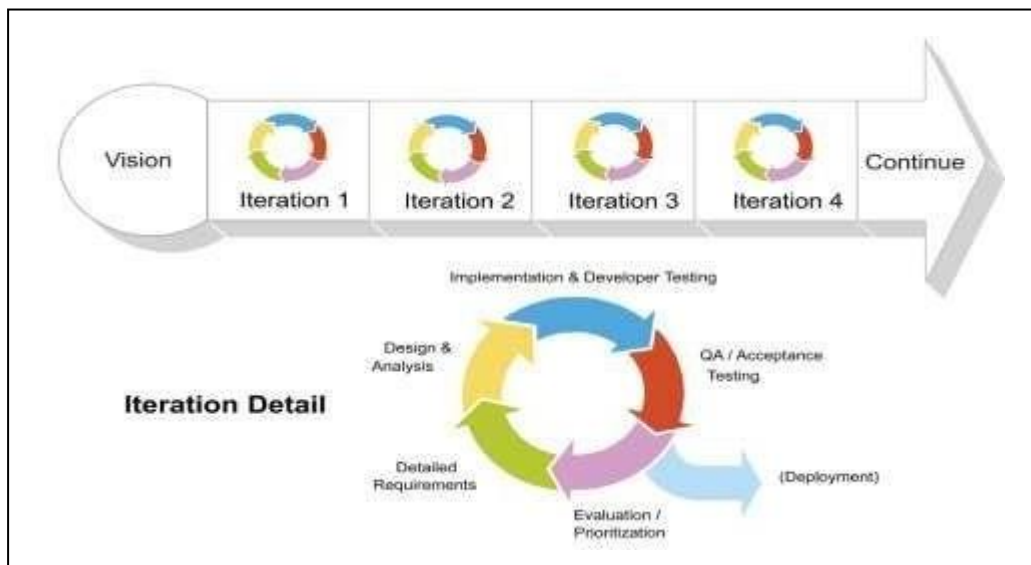 Vision
Iteration 1
Iteration 2
Iteration 3
Iteration 4
Continue
Implementation & Developer Testing
Design &
Analysis
QA / Acceptance
Testing
Iteration Detail
Detailed
Requirements
(Deployment)
Evaluation /
Prioritization